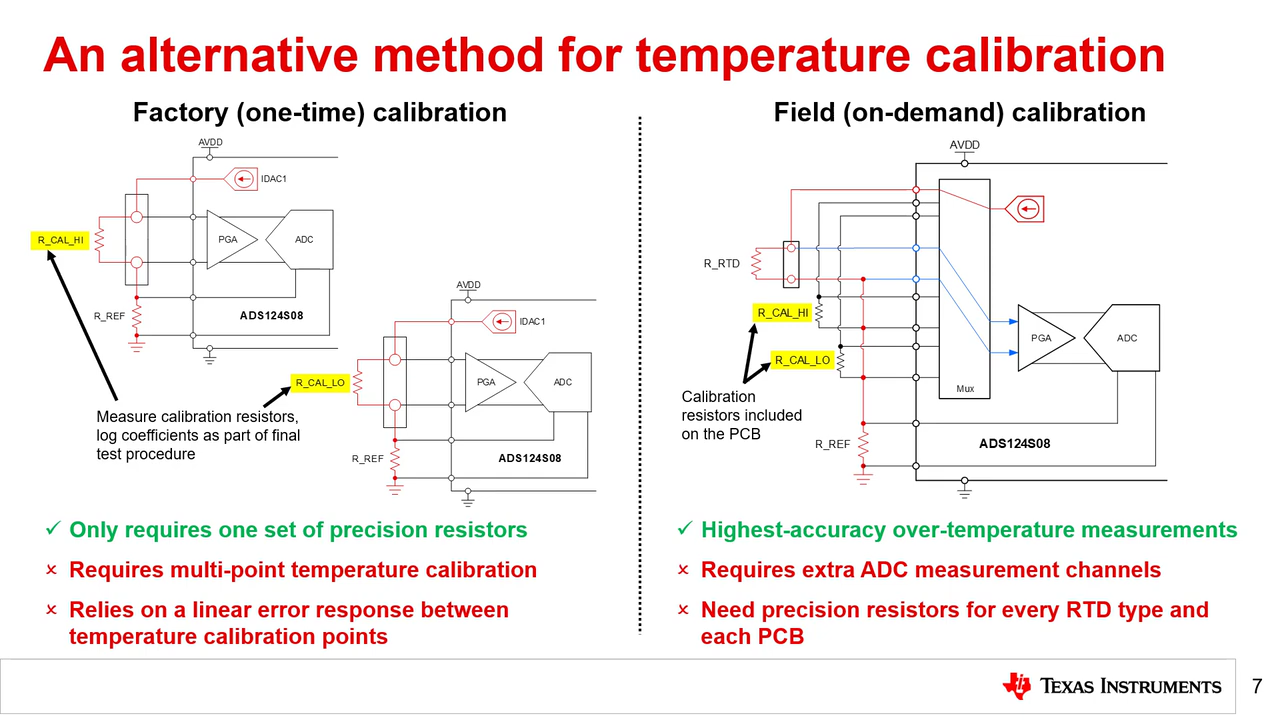 An alternative method for temperature calibration
Factory (one-time) calibration
AVDD
IDAC1
R_CAL_HI
PGA
ADC
R_REF
ADS124S08
AVDD
IDAC1
R_CAL_LO
PGA
ADC
R_REF
ADS124S08
Measure calibration resistors,
log coefficients as part of final
test procedure
✓ Only requires one set of precision resistors
× Requires multi-point temperature calibration
× Relies on a linear error response between
temperature calibration points
Field (on-demand) calibration
AVDD
R_RTD
R_CAL_HI
R_CAL_LO
PGA
ADC
Mux
Calibration
resistors included
on the PCB
R_REF
ADS124S08
✓ Highest-accuracy over-temperature measurements
× Requires extra ADC measurement channels
× Need precision resistors for every RTD type and
each PCB
TEXAS INSTRUMENTS
7